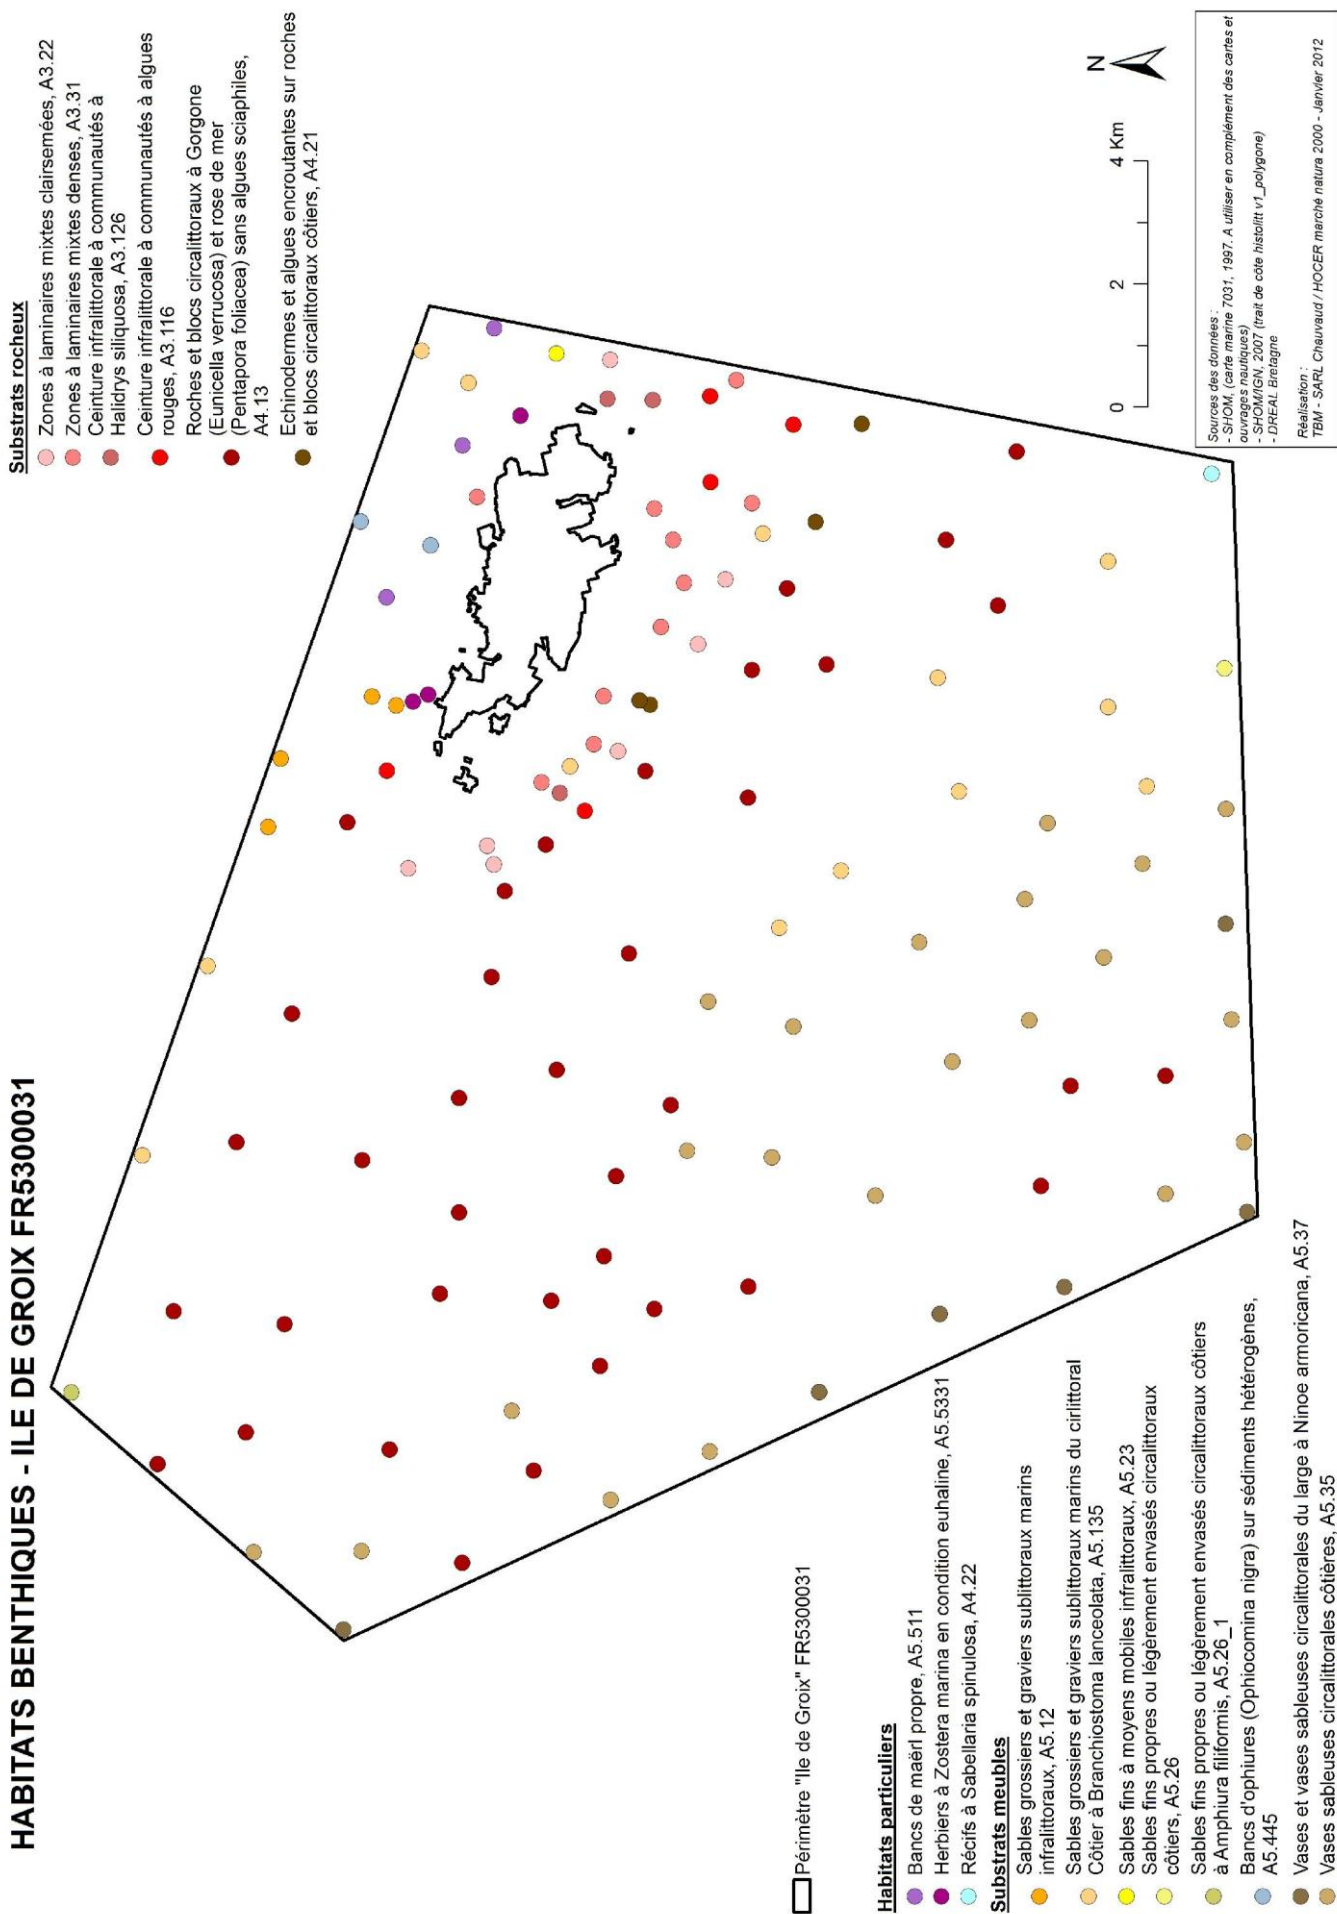 HABITATS BENTHIQUES - ILE DE GROIX FR5300031
Substrats rocheux
Zones à laminaires mixtes clairsemées, A3.22
Zones à laminaires mixtes denses, A3.31
Ceinture infralittorale à communautés à
Halidrys siliquosa, A3.126
Ceinture infralittorale à communautés à algues
rouges, A3.116
Roches et blocs circalittoraux à Gorgone
(Eunicella verrucosa) et rose de mer
(Pentapora foliacea) sans algues sciaphiles,
A4.13
Echinodermes et algues encroutantes sur roches
et blocs circalittoraux côtiers, A4.21
Périmètre "Ile de Groix" FR5300031
Habitats particuliers
Bancs de maërl propre, A5.511
Herbiers à Zostera marina en condition euhaline, A5.5331
Récifs à Sabellaria spinulosa, A4.22
Substrats meubles
Sables grossiers et graviers sublittoraux marins
infralittoraux, A5.12
Sables grossiers et graviers sublittoraux marins du cirlittoral
Côtier à Branchiostoma lanceolata, A5.135
Sables fins à moyens mobiles infralittoraux, A5.23
Sables fins propres ou légèrement envasés circalittoraux
côtiers, A5.26
Sables fins propres ou légèrement envasés circalittoraux côtiers
à Amphiura filiformis, A5.26_1
Bancs d'ophiures (Ophiocomina nigra) sur sédiments hétérogènes,
A5.445
Vases et vases sableuses circalittorales du large à Ninoe armoricana, A5.37
Vases sableuses circalittorales côtières, A5.35
N
0 2 4 Km
Sources des données :
- SHOM, (carte marine 7031, 1997. A utiliser en complément des cartes et
ouvrages nautiques)
- SHOM/IGN, 2007 (trait de côte histolitt v1_polygone)
- DREAL Bretagne
Réalisation :
TBM - SARL Chauvaud / HOCER marché natura 2000 - Janvier 2012